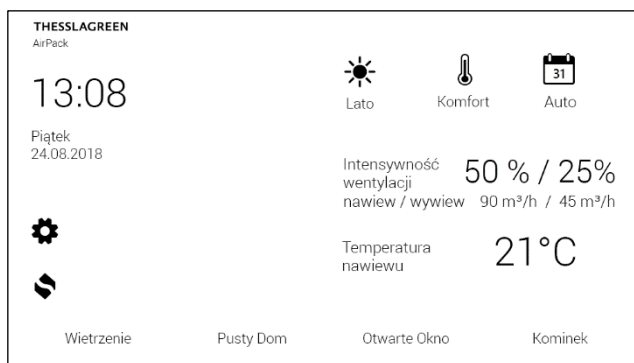 THESSLAGREEN
AirPack
13:08
Piątek
24.08.2018
31
Lato
Komfort
Auto
Intensywność
wentylacji
nawiew / wywiew
50 % / 25%
90 m³/h / 45 m³/h
Temperatura
nawiewu
21°C
Wietrzenie
Pusty Dom
Otwarte Okno
Kominek